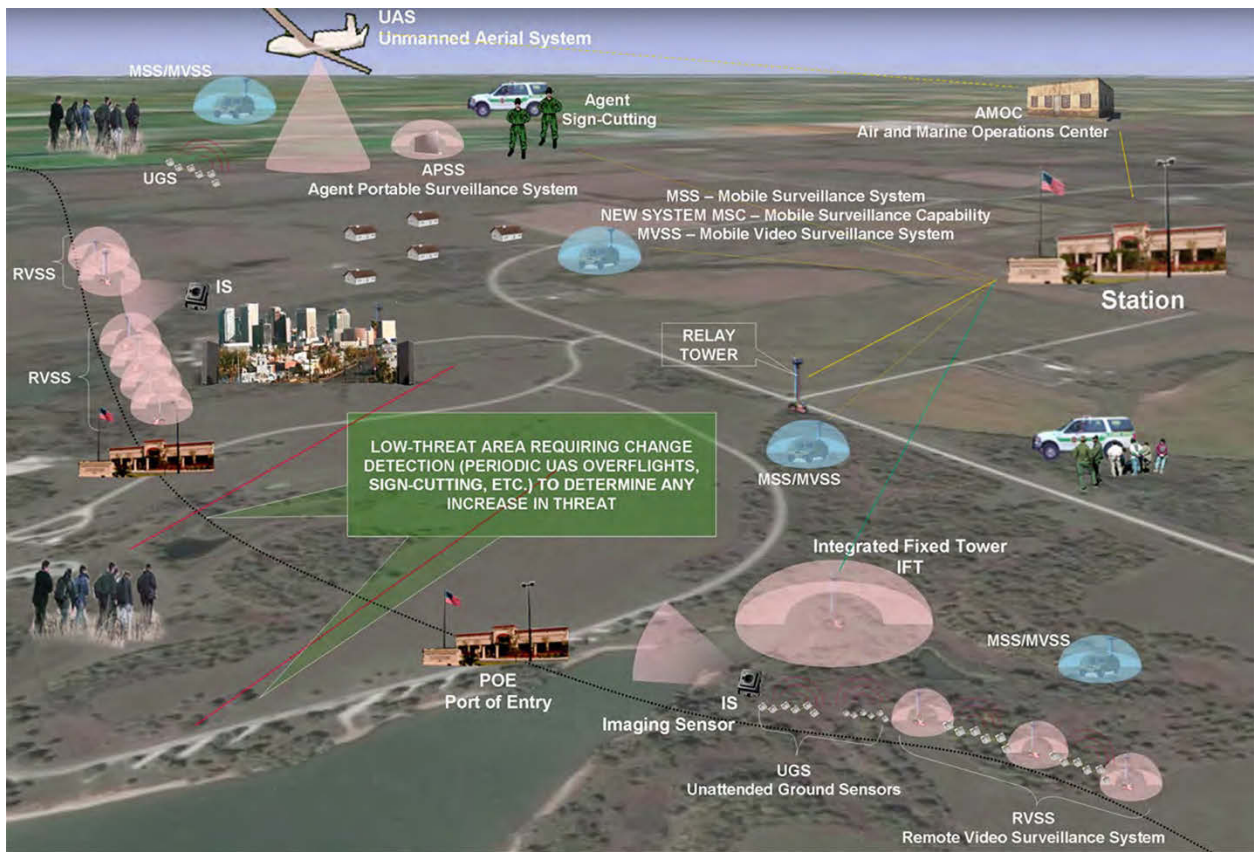 UAS
Unmanned Aerial System
MSS/MVSS
Agent
Sign-Cutting
AMOC
Air and Marine Operations Center
UGS
APSS
Agent Portable Surveillance System
MSS – Mobile Surveillance System
NEW SYSTEM MSC – Mobile Surveillance Capability
MVSS – Mobile Video Surveillance System
RVSS
IS
Station
RVSS
RELAY
TOWER
LOW-THREAT AREA REQUIRING CHANGE
DETECTION (PERIODIC UAS OVERFLIGHTS,
SIGN-CUTTING, ETC.) TO DETERMINE ANY
INCREASE IN THREAT
MSS/MVSS
Integrated Fixed Tower
IFT
MSS/MVSS
POE
Port of Entry
IS
Imaging Sensor
UGS
Unattended Ground Sensors
RVSS
Remote Video Surveillance System